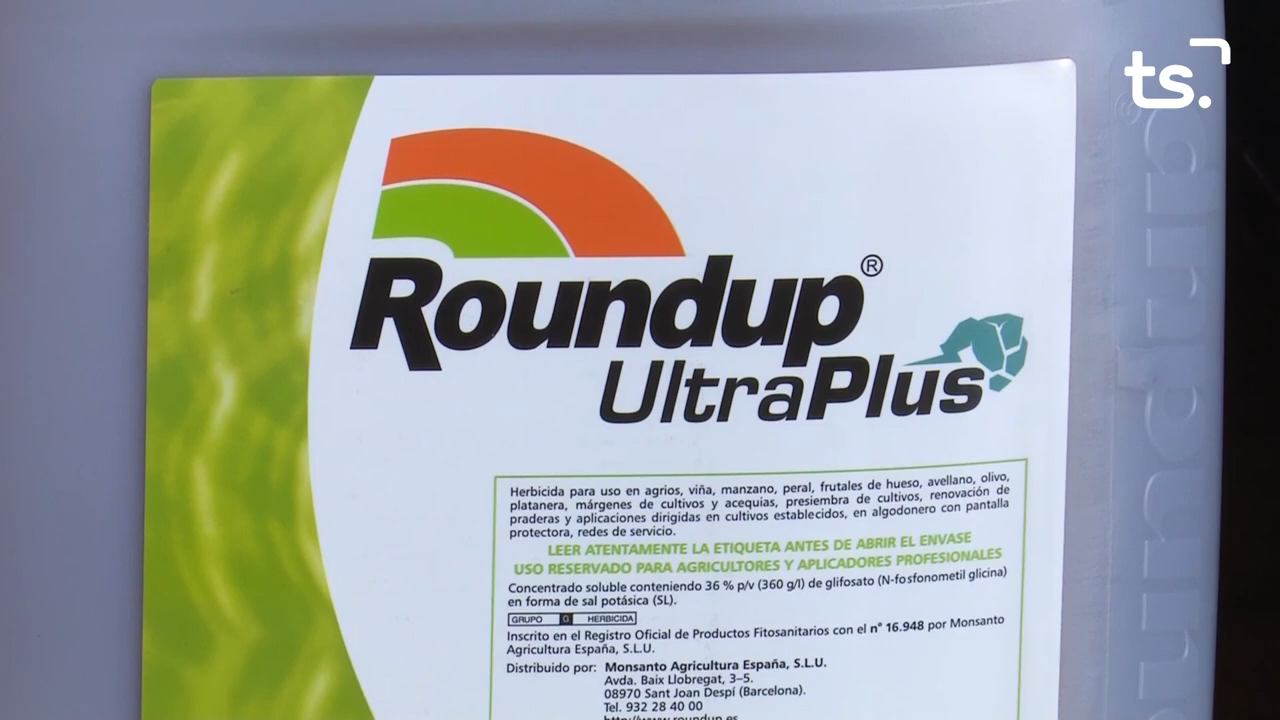 ts.
Roundup®
UltraPlus
Herbicida para uso en agrios, viña, manzano, peral, frutales de hueso, avellano, olivo,
platanera, márgenes de cultivos y acequias, presiembra de cultivos, renovación de
praderas y aplicaciones dirigidas en cultivos establecidos, en algodonero con pantalla
protectora, redes de servicio.
LEER ATENTAMENTE LA ETIQUETA ANTES DE ABRIR EL ENVASE
USO RESERVADO PARA AGRICULTORES Y APLICADORES PROFESIONALES
Concentrado soluble conteniendo 36 % p/v (360 g/l) de glifosato (N-fosfonometil glicina)
en forma de sal potásica (SL).
GRUPO G HERBICIDA
Inscrito en el Registro Oficial de Productos Fitosanitarios con el n° 16.948 por Monsanto
Agricultura España, S.L.U.
Distribuido por: Monsanto Agricultura España, S.L.U.
Avda. Baix Llobregat, 3–5.
08970 Sant Joan Despí (Barcelona).
Tel. 932 28 40 00
http://www.roundup.es